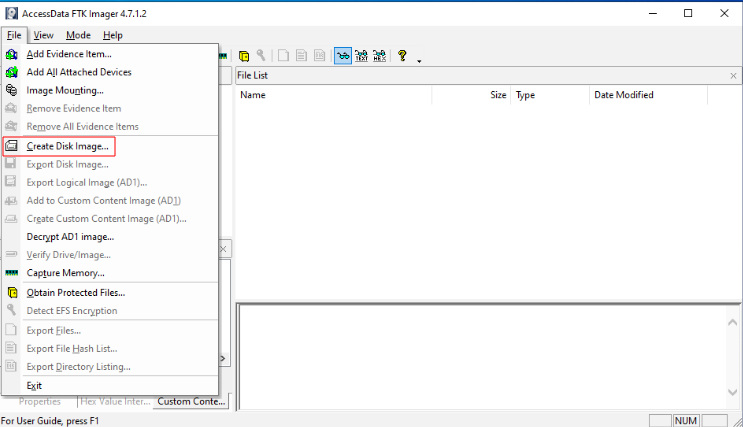 AccessData FTK Imager 4.7.1.2
File View Mode Help
TEXT HEX
Add Evidence Item...
Add All Attached Devices
Image Mounting...
Remove Evidence Item
Remove All Evidence Items
Create Disk Image...
Export Disk Image...
Export Logical Image (AD1)...
Add to Custom Content Image (AD1)
Create Custom Content Image (AD1)...
Decrypt AD1 image...
Verify Drive/Image...
Capture Memory...
Obtain Protected Files...
Detect EFS Encryption
Export Files...
Export File Hash List...
Export Directory Listing...
Exit
File List
Name Size Type Date Modified
Properties Hex Value Inter... Custom Conte...
For User Guide, press F1
NUM